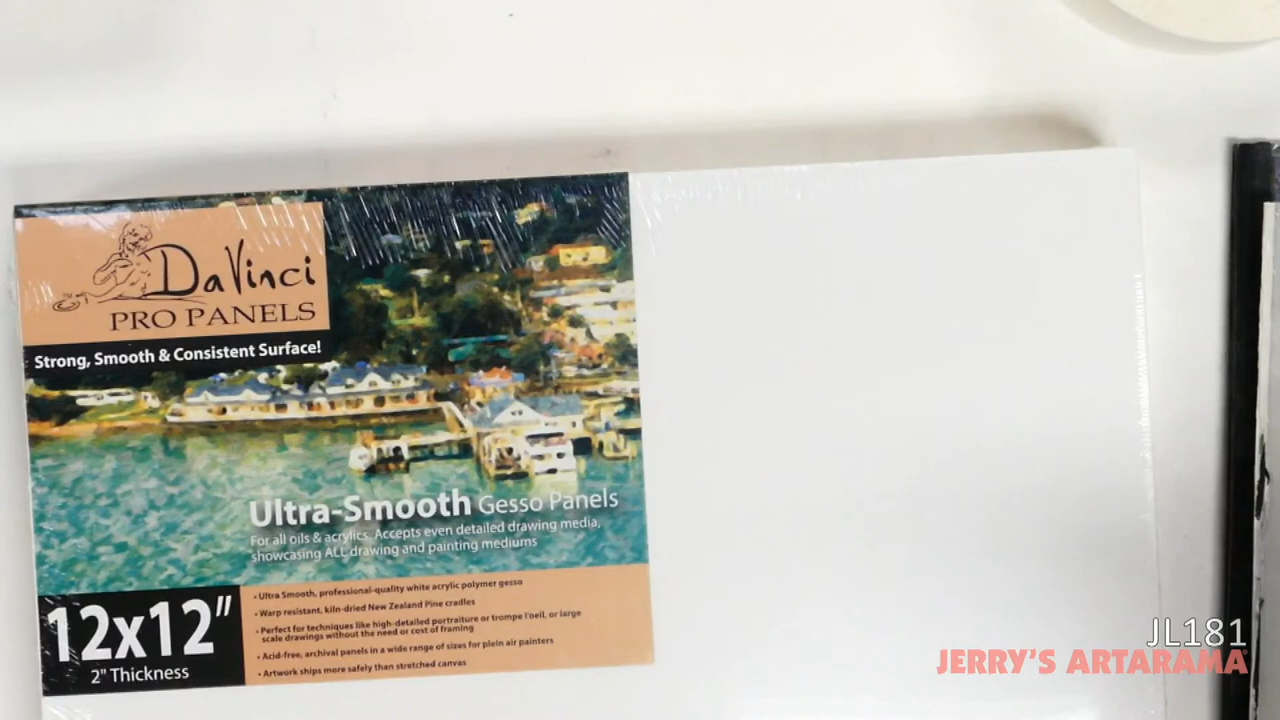 DaVinci
TM
PRO PANELS
Strong, Smooth & Consistent Surface!
Ultra-Smooth Gesso Panels
For all oils & acrylics. Accepts even detailed drawing media,
showcasing ALL drawing and painting mediums
12x12"
2" Thickness
• Ultra Smooth, professional-quality white acrylic polymer gesso
• Warp resistant, kiln-dried New Zealand Pine cradles
• Perfect for techniques like high-detailed portraiture or trompe l'oeil, or large
scale drawings without the need or cost of framing
• Acid-free, archival panels in a wide range of sizes for plein air painters
• Artwork ships more safely than stretched canvas
JL181
JERRY'S ARTARAMA